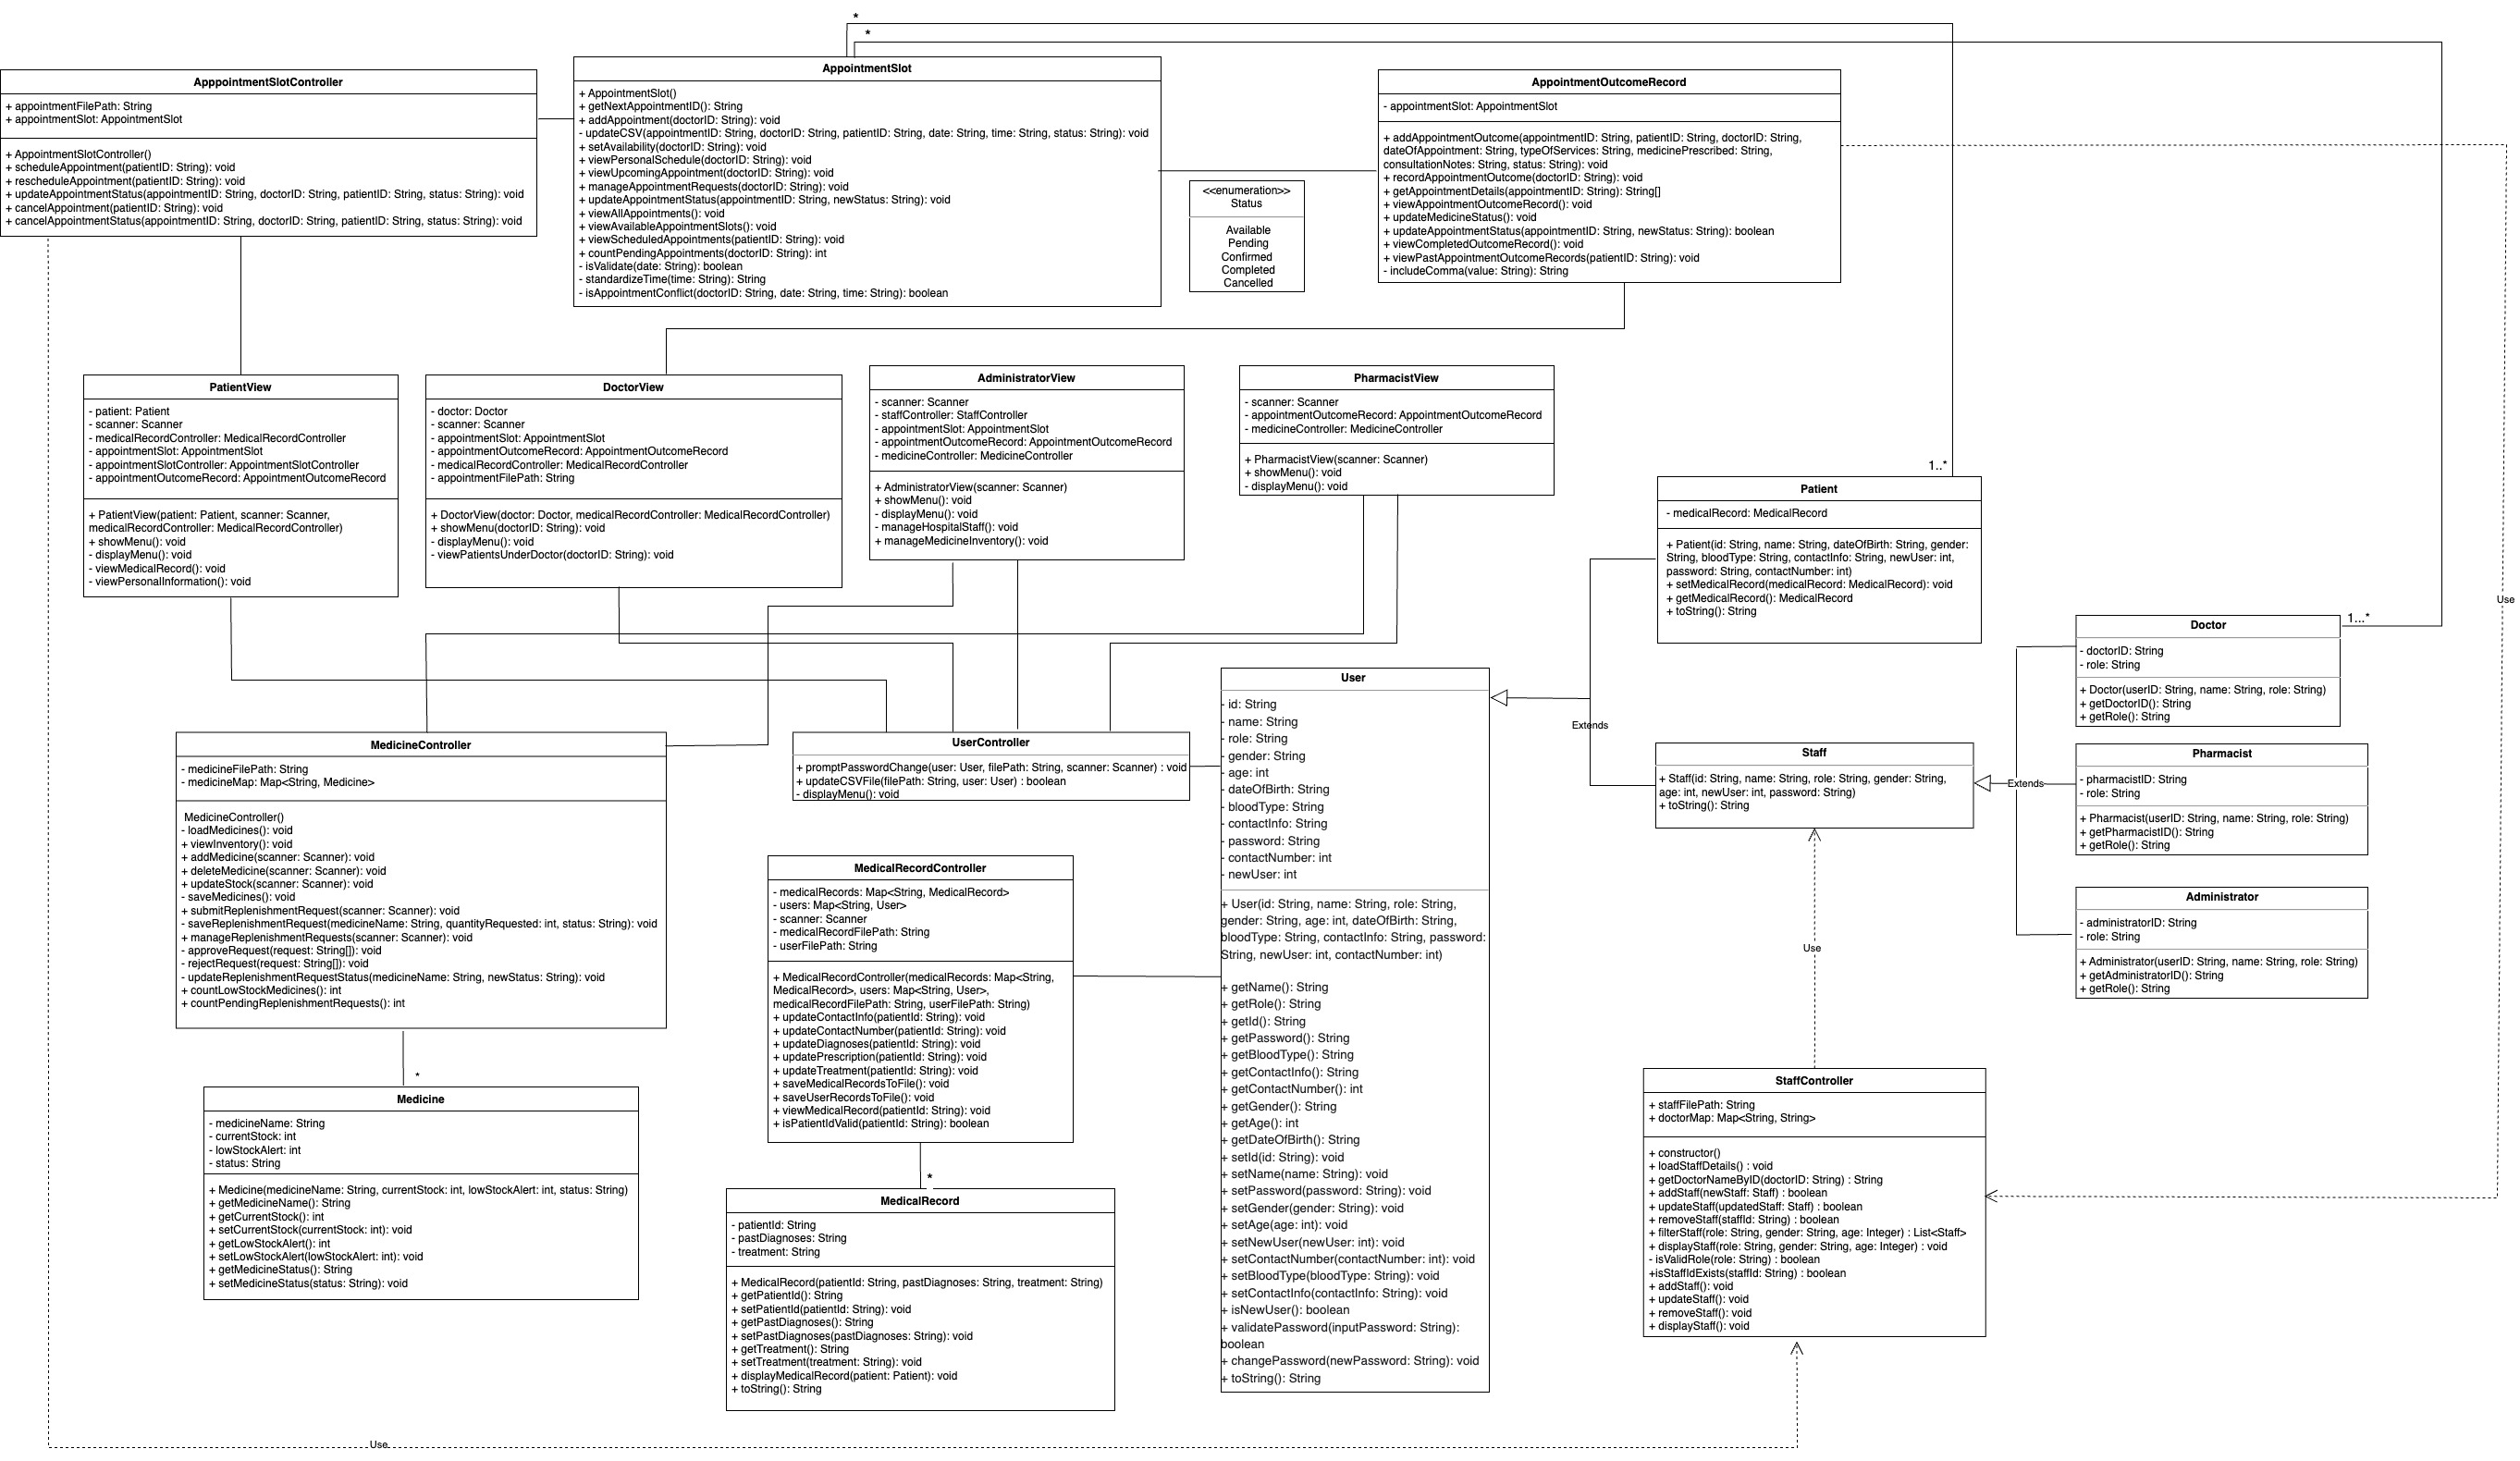 *
*
ApppointmentSlotController
+ appointmentFilePath: String
+ appointmentSlot: AppointmentSlot
+ AppointmentSlotController()
+ scheduleAppointment(patientID: String): void
+ rescheduleAppointment(patientID: String): void
+ updateAppointmentStatus(appointmentID: String, doctorID: String, patientID: String, status: String): void
+ cancelAppointment(patientID: String): void
+ cancelAppointmentStatus(appointmentID: String, doctorID: String, patientID: String, status: String): void
AppointmentSlot
+ AppointmentSlot()
+ getNextAppointmentID(): String
+ addAppointment(doctorID: String): void
- updateCSV(appointmentID: String, doctorID: String, patientID: String, date: String, time: String, status: String): void
+ setAvailability(doctorID: String): void
+ viewPersonalSchedule(doctorID: String): void
+ viewUpcomingAppointment(doctorID: String): void
+ manageAppointmentRequests(doctorID: String): void
+ updateAppointmentStatus(appointmentID: String, newStatus: String): void
+ viewAllAppointments(): void
+ viewAvailableAppointmentSlots(): void
+ viewScheduledAppointments(patientID: String): void
+ countPendingAppointments(doctorID: String): int
- isValidate(date: String): boolean
- standardizeTime(time: String): String
- isAppointmentConflict(doctorID: String, date: String, time: String): boolean
<<enumeration>>
Status
Available
Pending
Confirmed
Completed
Cancelled
AppointmentOutcomeRecord
- appointmentSlot: AppointmentSlot
+ addAppointmentOutcome(appointmentID: String, patientID: String, doctorID: String,
dateOfAppointment: String, typeOfServices: String, medicinePrescribed: String,
consultationNotes: String, status: String): void
+ recordAppointmentOutcome(doctorID: String): void
+ getAppointmentDetails(appointmentID: String): String[]
+ viewAppointmentOutcomeRecord(): void
+ updateMedicineStatus(): void
+ updateAppointmentStatus(appointmentID: String, newStatus: String): boolean
+ viewCompletedOutcomeRecord(): void
+ viewPastAppointmentOutcomeRecords(patientID: String): void
- includeComma(value: String): String
PatientView
- patient: Patient
- scanner: Scanner
- medicalRecordController: MedicalRecordController
- appointmentSlot: AppointmentSlot
- appointmentSlotController: AppointmentSlotController
- appointmentOutcomeRecord: AppointmentOutcomeRecord
+ PatientView(patient: Patient, scanner: Scanner,
medicalRecordController: MedicalRecordController)
+ showMenu(): void
- displayMenu(): void
- viewMedicalRecord(): void
- viewPersonalInformation(): void
DoctorView
- doctor: Doctor
- scanner: Scanner
- appointmentSlot: AppointmentSlot
- appointmentOutcomeRecord: AppointmentOutcomeRecord
- medicalRecordController: MedicalRecordController
- appointmentFilePath: String
+ DoctorView(doctor: Doctor, medicalRecordController: MedicalRecordController)
+ showMenu(doctorID: String): void
- displayMenu(): void
- viewPatientsUnderDoctor(doctorID: String): void
AdministratorView
- scanner: Scanner
- staffController: StaffController
- appointmentSlot: AppointmentSlot
- appointmentOutcomeRecord: AppointmentOutcomeRecord
- medicineController: MedicineController
+ AdministratorView(scanner: Scanner)
+ showMenu(): void
- displayMenu(): void
- manageHospitalStaff(): void
+ manageMedicineInventory(): void
PharmacistView
- scanner: Scanner
- appointmentOutcomeRecord: AppointmentOutcomeRecord
- medicineController: MedicineController
+ PharmacistView(scanner: Scanner)
+ showMenu(): void
- displayMenu(): void
1..*
Patient
- medicalRecord: MedicalRecord
+ Patient(id: String, name: String, dateOfBirth: String, gender:
String, bloodType: String, contactInfo: String, newUser: int,
password: String, contactNumber: int)
+ setMedicalRecord(medicalRecord: MedicalRecord): void
+ getMedicalRecord(): MedicalRecord
+ toString(): String
Use
1...*
Doctor
- doctorID: String
- role: String
+ Doctor(userID: String, name: String, role: String)
+ getDoctorID(): String
+ getRole(): String
User
- id: String
- name: String
- role: String
- gender: String
- age: int
- dateOfBirth: String
- bloodType: String
- contactInfo: String
- password: String
- contactNumber: int
- newUser: int
+ User(id: String, name: String, role: String,
gender: String, age: int, dateOfBirth: String,
bloodType: String, contactInfo: String, password:
String, newUser: int, contactNumber: int)
+ getName(): String
+ getRole(): String
+ getId(): String
+ getPassword(): String
+ getBloodType(): String
+ getContactInfo(): String
+ getContactNumber(): int
+ getGender(): String
+ getAge(): int
+ getDateOfBirth(): String
+ setId(id: String): void
+ setName(name: String): void
+ setPassword(password: String): void
+ setGender(gender: String): void
+ setAge(age: int): void
+ setNewUser(newUser: int): void
+ setContactNumber(contactNumber: int): void
+ setBloodType(bloodType: String): void
+ setContactInfo(contactInfo: String): void
+ isNewUser(): boolean
+ validatePassword(inputPassword: String):
boolean
+ changePassword(newPassword: String): void
+ toString(): String
Extends
MedicineController
- medicineFilePath: String
- medicineMap: Map<String, Medicine>
MedicineController()
- loadMedicines(): void
+ viewInventory(): void
+ addMedicine(scanner: Scanner): void
+ deleteMedicine(scanner: Scanner): void
+ updateStock(scanner: Scanner): void
- saveMedicines(): void
+ submitReplenishmentRequest(scanner: Scanner): void
- saveReplenishmentRequest(medicineName: String, quantityRequested: int, status: String): void
+ manageReplenishmentRequests(scanner: Scanner): void
- approveRequest(request: String[]): void
- rejectRequest(request: String[]): void
- updateReplenishmentRequestStatus(medicineName: String, newStatus: String): void
+ countLowStockMedicines(): int
+ countPendingReplenishmentRequests(): int
UserController
+ promptPasswordChange(user: User, filePath: String, scanner: Scanner) : void
+ updateCSVFile(filePath: String, user: User) : boolean
- displayMenu(): void
Staff
+ Staff(id: String, name: String, role: String, gender: String,
age: int, newUser: int, password: String)
+ toString(): String
Extends
Pharmacist
- pharmacistID: String
- role: String
+ Pharmacist(userID: String, name: String, role: String)
+ getPharmacistID(): String
+ getRole(): String
MedicalRecordController
- medicalRecords: Map<String, MedicalRecord>
- users: Map<String, User>
- scanner: Scanner
- medicalRecordFilePath: String
- userFilePath: String
+ MedicalRecordController(medicalRecords: Map<String,
MedicalRecord>, users: Map<String, User>,
medicalRecordFilePath: String, userFilePath: String)
+ updateContactInfo(patientId: String): void
+ updateContactNumber(patientId: String): void
+ updateDiagnoses(patientId: String): void
+ updatePrescription(patientId: String): void
+ updateTreatment(patientId: String): void
+ saveMedicalRecordsToFile(): void
+ saveUserRecordsToFile(): void
+ viewMedicalRecord(patientId: String): void
+ isPatientIdValid(patientId: String): boolean
Administrator
- administratorID: String
- role: String
+ Administrator(userID: String, name: String, role: String)
+ getAdministratorID(): String
+ getRole(): String
Use
*
Medicine
- medicineName: String
- currentStock: int
- lowStockAlert: int
- status: String
+ Medicine(medicineName: String, currentStock: int, lowStockAlert: int, status: String)
+ getMedicineName(): String
+ getCurrentStock(): int
+ setCurrentStock(currentStock: int): void
+ getLowStockAlert(): int
+ setLowStockAlert(lowStockAlert: int): void
+ getMedicineStatus(): String
+ setMedicineStatus(status: String): void
*
MedicalRecord
- patientId: String
- pastDiagnoses: String
- treatment: String
+ MedicalRecord(patientId: String, pastDiagnoses: String, treatment: String)
+ getPatientId(): String
+ setPatientId(patientId: String): void
+ getPastDiagnoses(): String
+ setPastDiagnoses(pastDiagnoses: String): void
+ getTreatment(): String
+ setTreatment(treatment: String): void
+ displayMedicalRecord(patient: Patient): void
+ toString(): String
StaffController
+ staffFilePath: String
+ doctorMap: Map<String, String>
+ constructor()
+ loadStaffDetails() : void
+ getDoctorNameByID(doctorID: String) : String
+ addStaff(newStaff: Staff) : boolean
+ updateStaff(updatedStaff: Staff) : boolean
+ removeStaff(staffId: String) : boolean
+ filterStaff(role: String, gender: String, age: Integer) : List<Staff>
+ displayStaff(role: String, gender: String, age: Integer) : void
- isValidRole(role: String) : boolean
+isStaffIdExists(staffId: String) : boolean
+ addStaff(): void
+ updateStaff(): void
+ removeStaff(): void
+ displayStaff(): void
Use